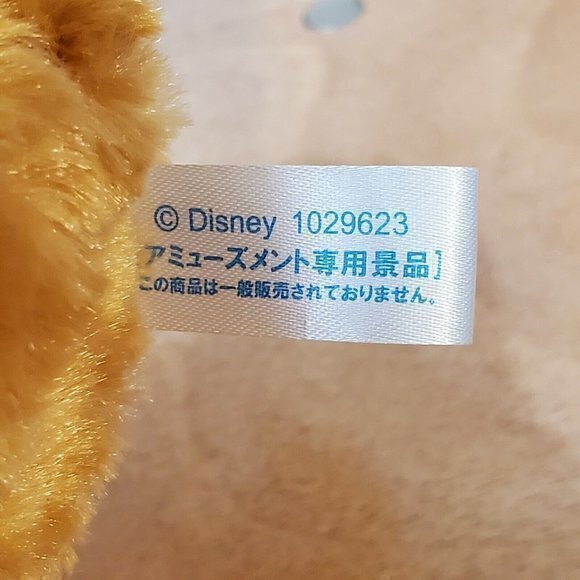 © Disney 1029623
[アミューズメント専用景品]
この商品は一般販売されておりません。